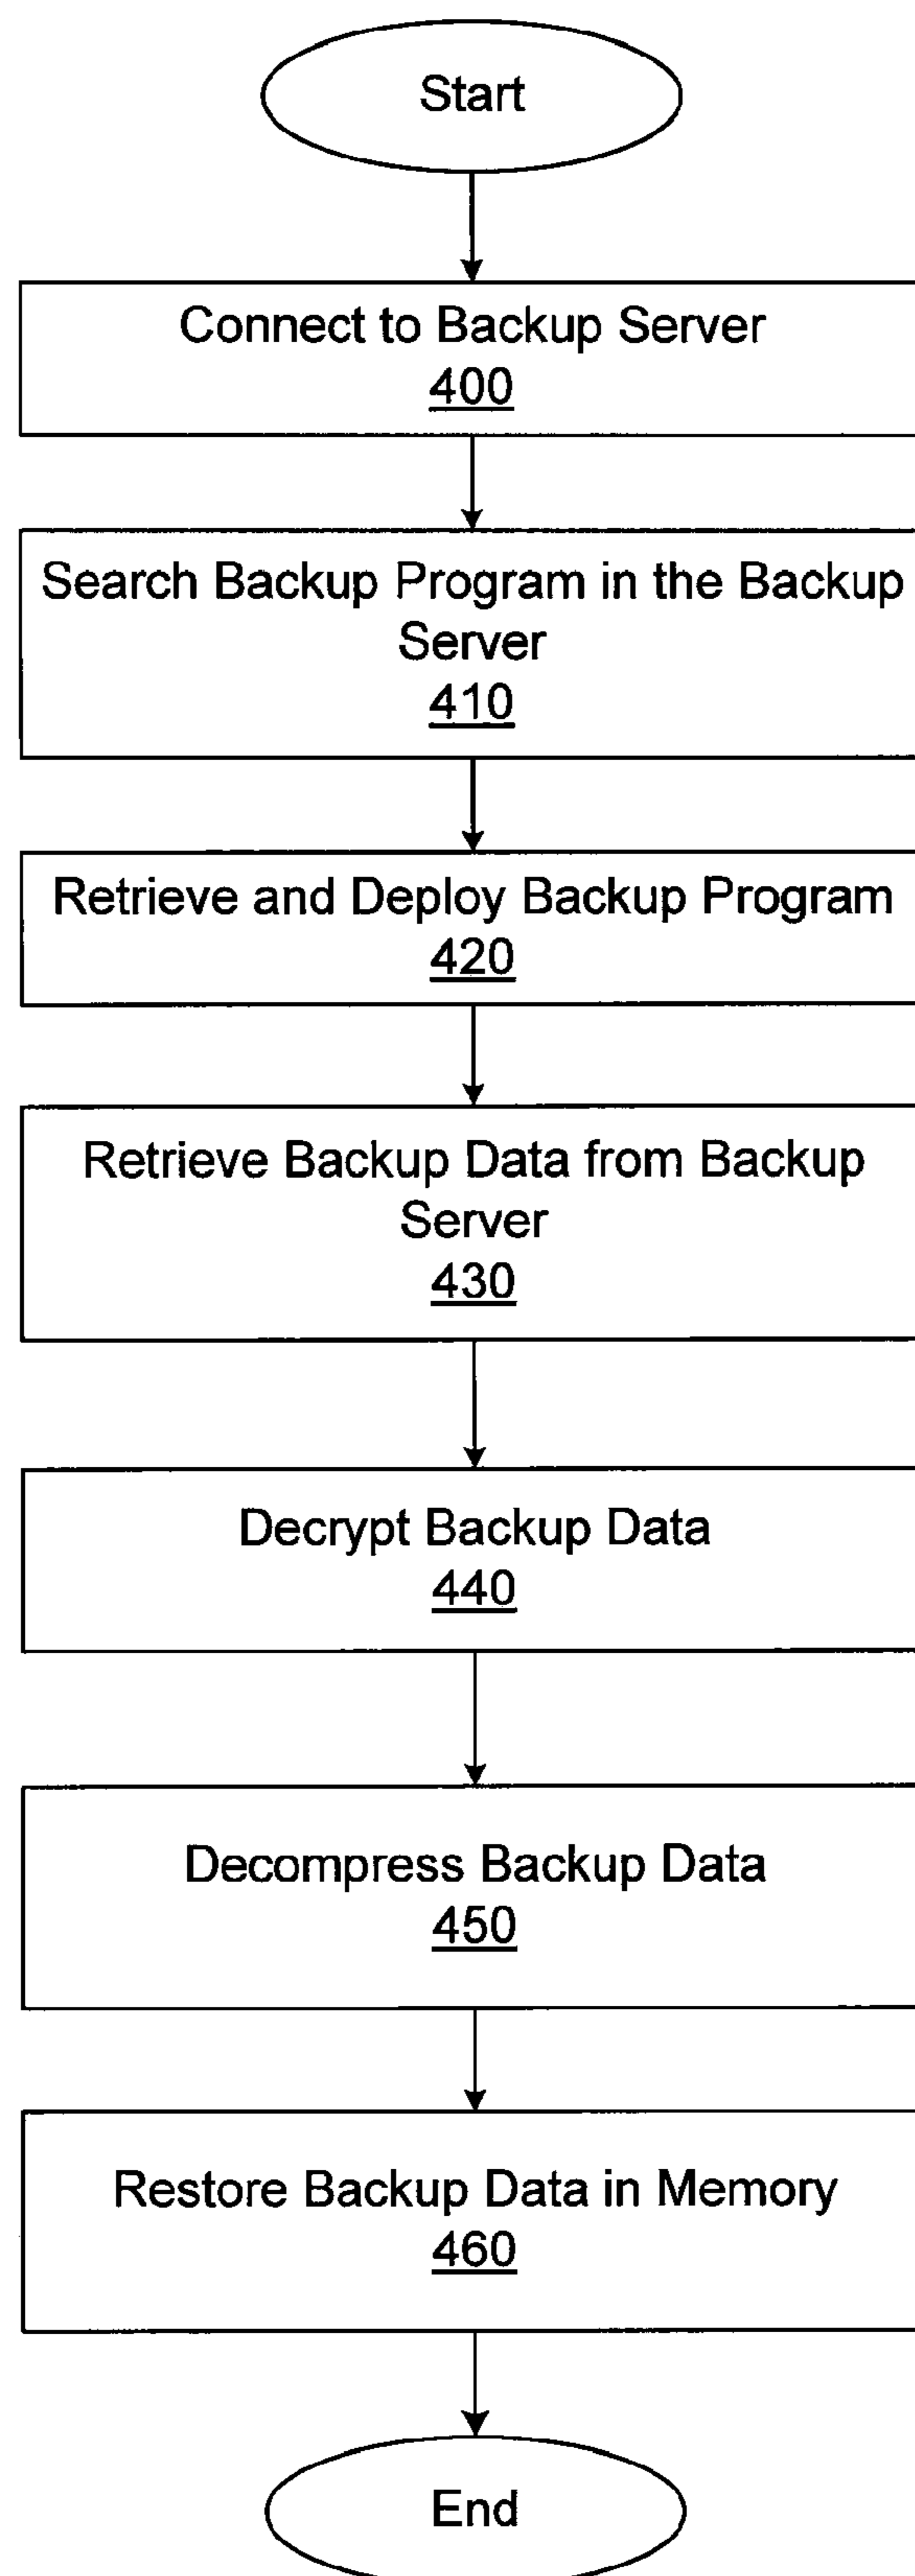 Start
Connect to Backup Server
400
Search Backup Program in the Backup
Server
410
Retrieve and Deploy Backup Program
420
Retrieve Backup Data from Backup
Server
430
Decrypt Backup Data
440
Decompress Backup Data
450
Restore Backup Data in Memory
460
End